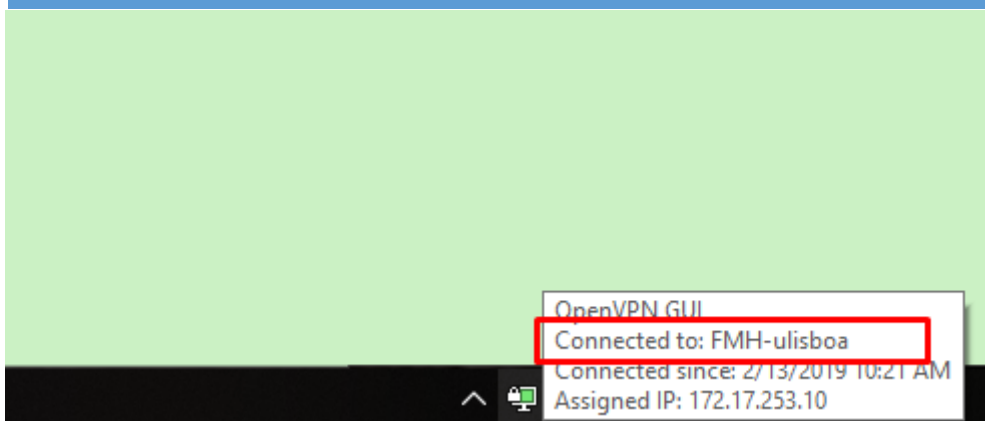 OpenVPN GUI
Connected to: FMH-ulisboa
Connected since: 2/13/2019 10:21 AM
Assigned IP: 172.17.253.10